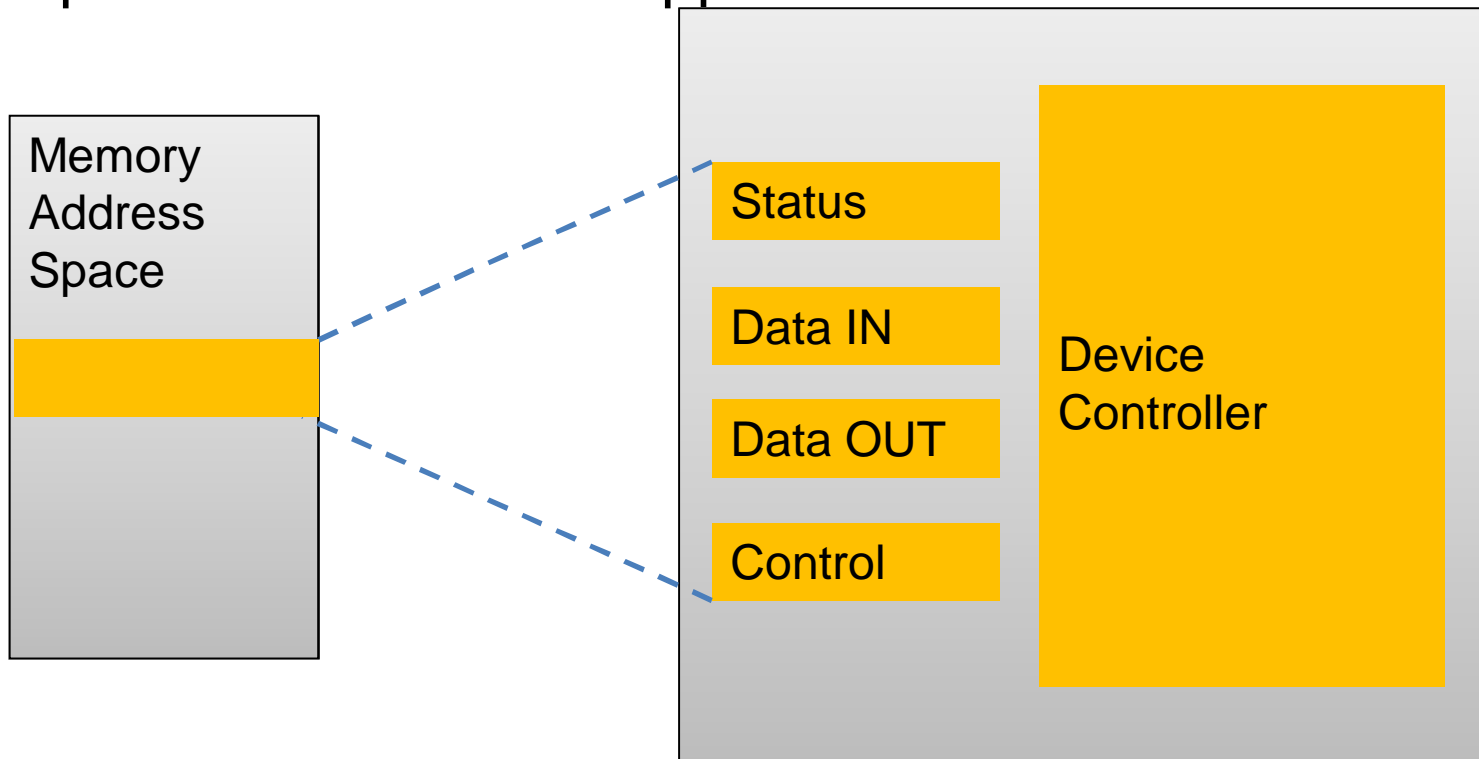 Memory
Address
Space
Status
Data IN
Data OUT
Control
Device
Controller